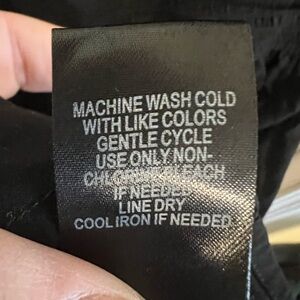 MACHINE WASH COLD
WITH LIKE COLORS
GENTLE CYCLE
USE ONLY NON-
CHLORINE BLEACH
IF NEEDED
LINE DRY
COOL IRON IF NEEDED